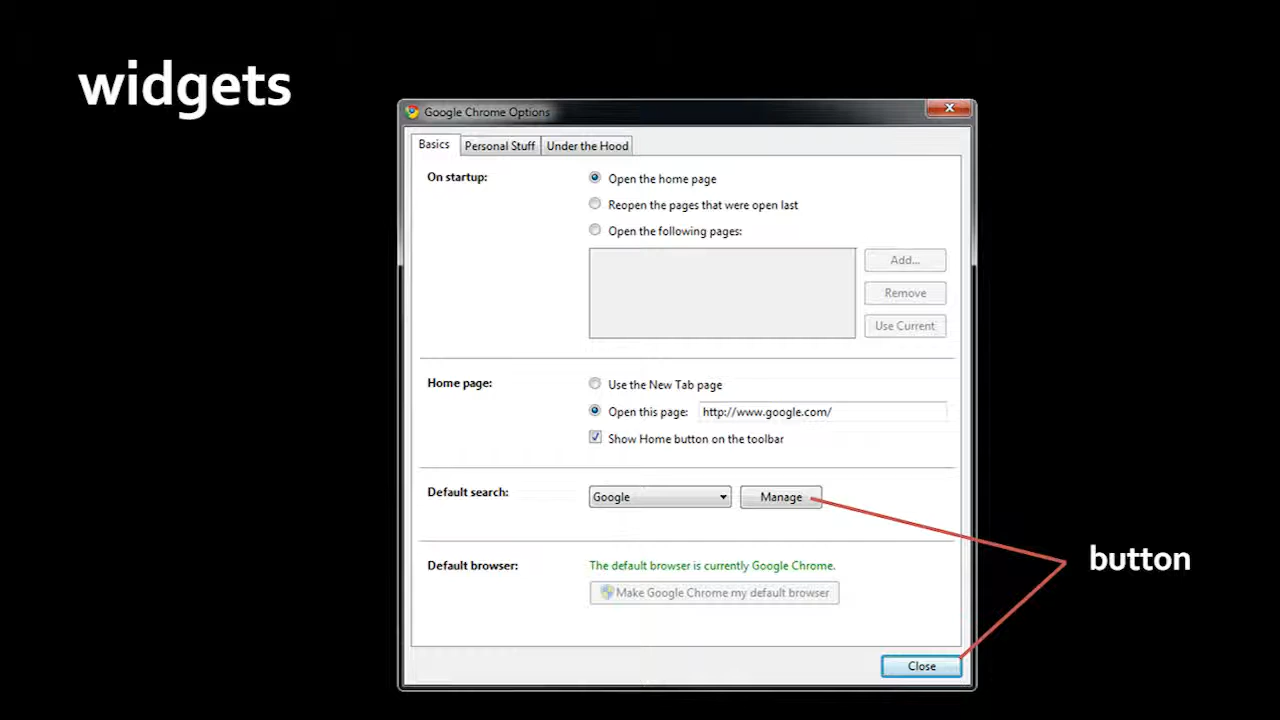 widgets
Google Chrome Options
Basics Personal Stuff Under the Hood
On startup: Open the home page
Reopen the pages that were open last
Open the following pages:
Add...
Remove
Use Current
Home page: Use the New Tab page
Open this page: http://www.google.com/
Show Home button on the toolbar
Default search: Google Manage
button
Default browser: The default browser is currently Google Chrome.
Make Google Chrome my default browser
Close